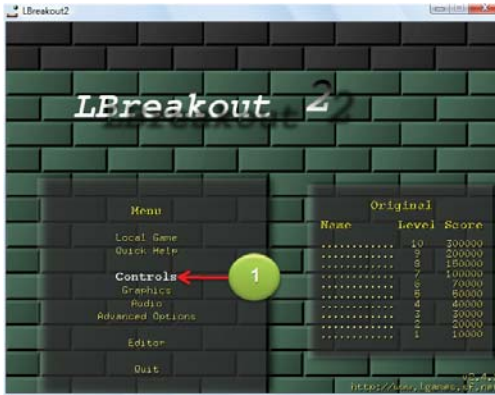 LBreakout2
LBreakout 2
Menu
Local Game
Quick Help
Controls
Graphics
Audio
Advanced Options
Editor
Quit
1
Original
Name Level Score
............ 10 300000
............ 9 200000
............ 8 150000
............ 7 100000
............ 6 70000
............ 5 50000
............ 4 40000
............ 3 30000
............ 2 20000
............ 1 10000
http://www.lgames.sf.net